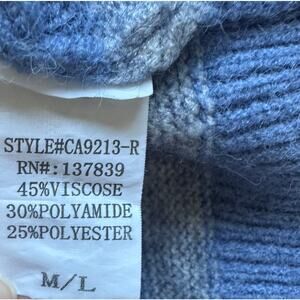 STYLE#CA9213-R
RN#:137839
45%VISCOSE
30%POLYAMIDE
25%POLYESTER
M/L